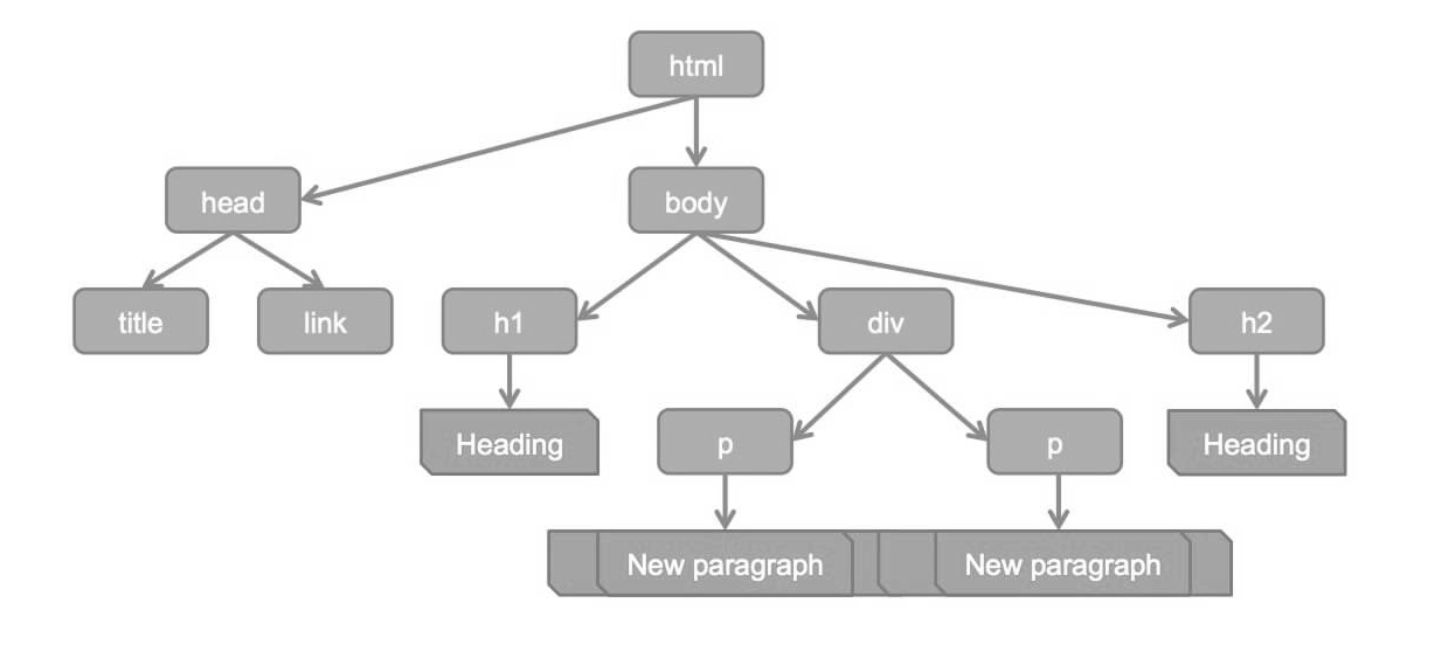 html
head
body
title
link
h1
div
h2
Heading
p
p
Heading
New paragraph
New paragraph